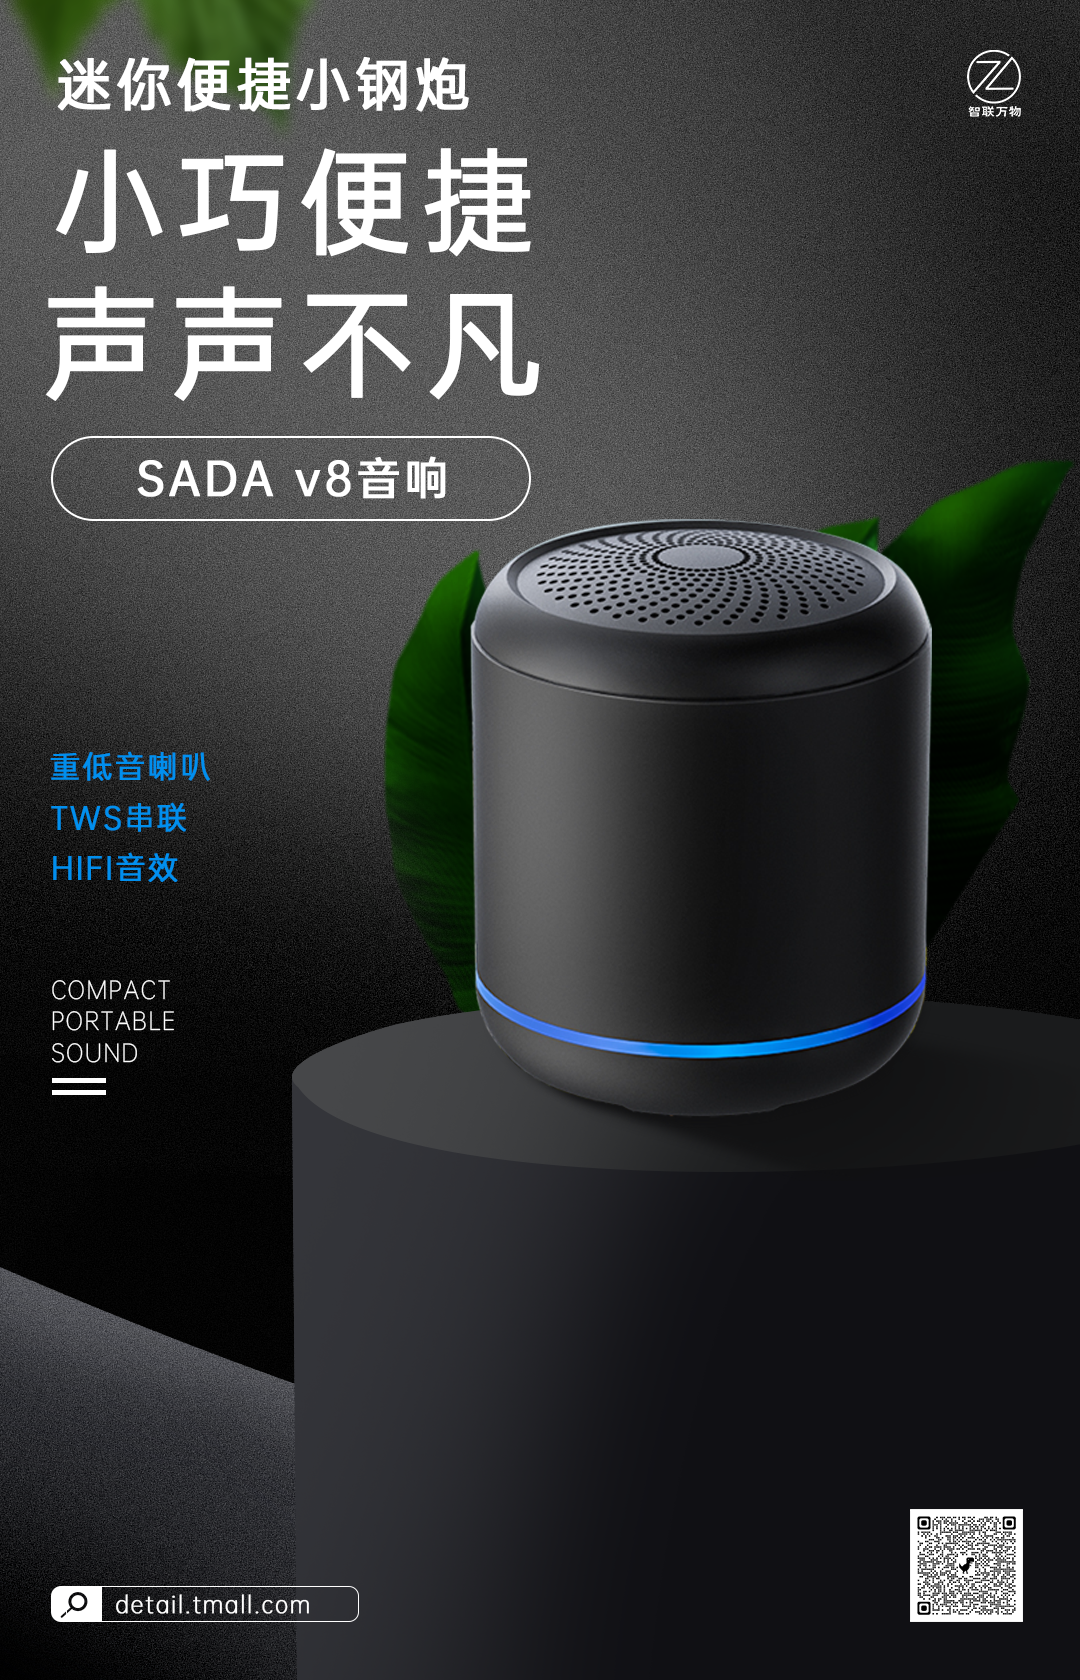 迷你便捷小钢炮
智联万物
小巧便捷
声声不凡
SADA v8音响
重低音喇叭
TWS串联
HIFI音效
COMPACT
PORTABLE
SOUND
detail.tmall.com